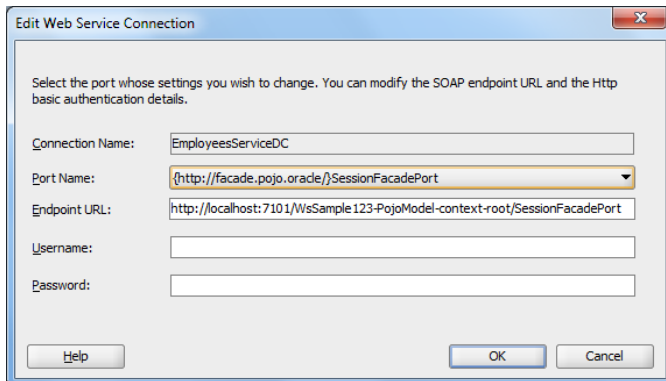 Edit Web Service Connection
Select the port whose settings you wish to change. You can modify the SOAP endpoint URL and the Http
basic authentication details.
Connection Name: EmployeesServiceDC
Port Name: {http://facade.pojo.oracle/}SessionFacadePort
Endpoint URL: http://localhost:7101/WsSample123-PojoModel-context-root/SessionFacadePort
Username:
Password:
Help OK Cancel